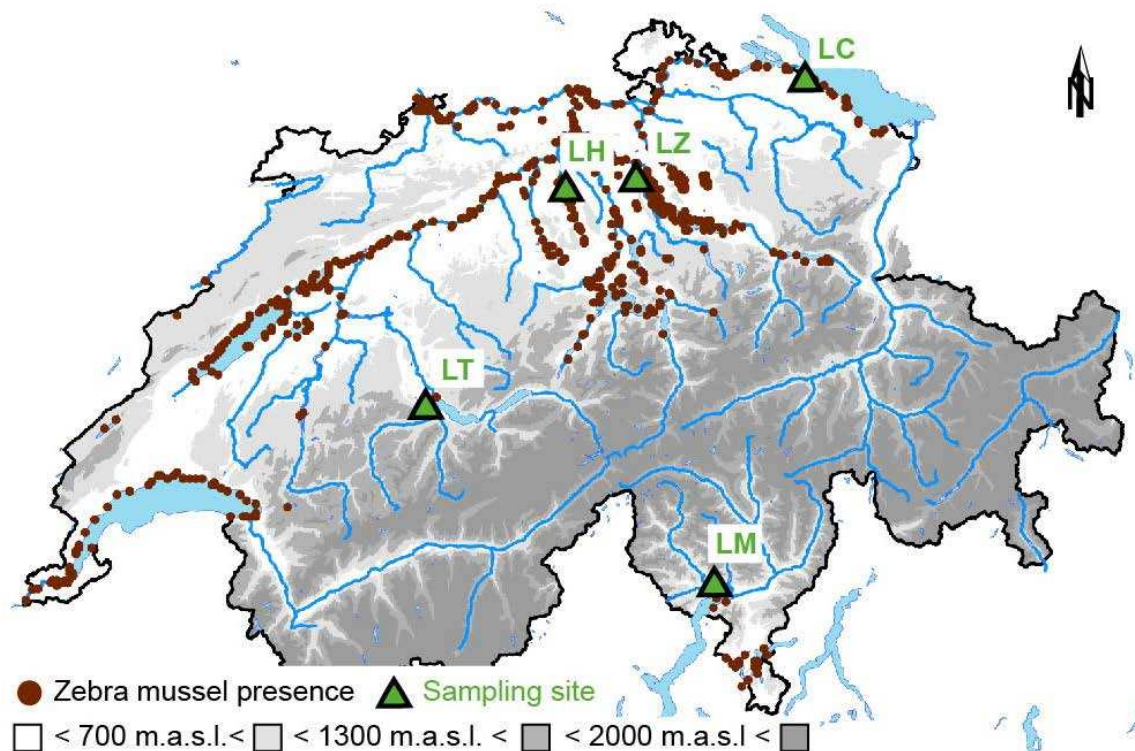 LC
N
LH
LZ
LT
LM
Zebra mussel presence Sampling site
< 700 m.a.s.l.< < 1300 m.a.s.l. < < 2000 m.a.s.l <